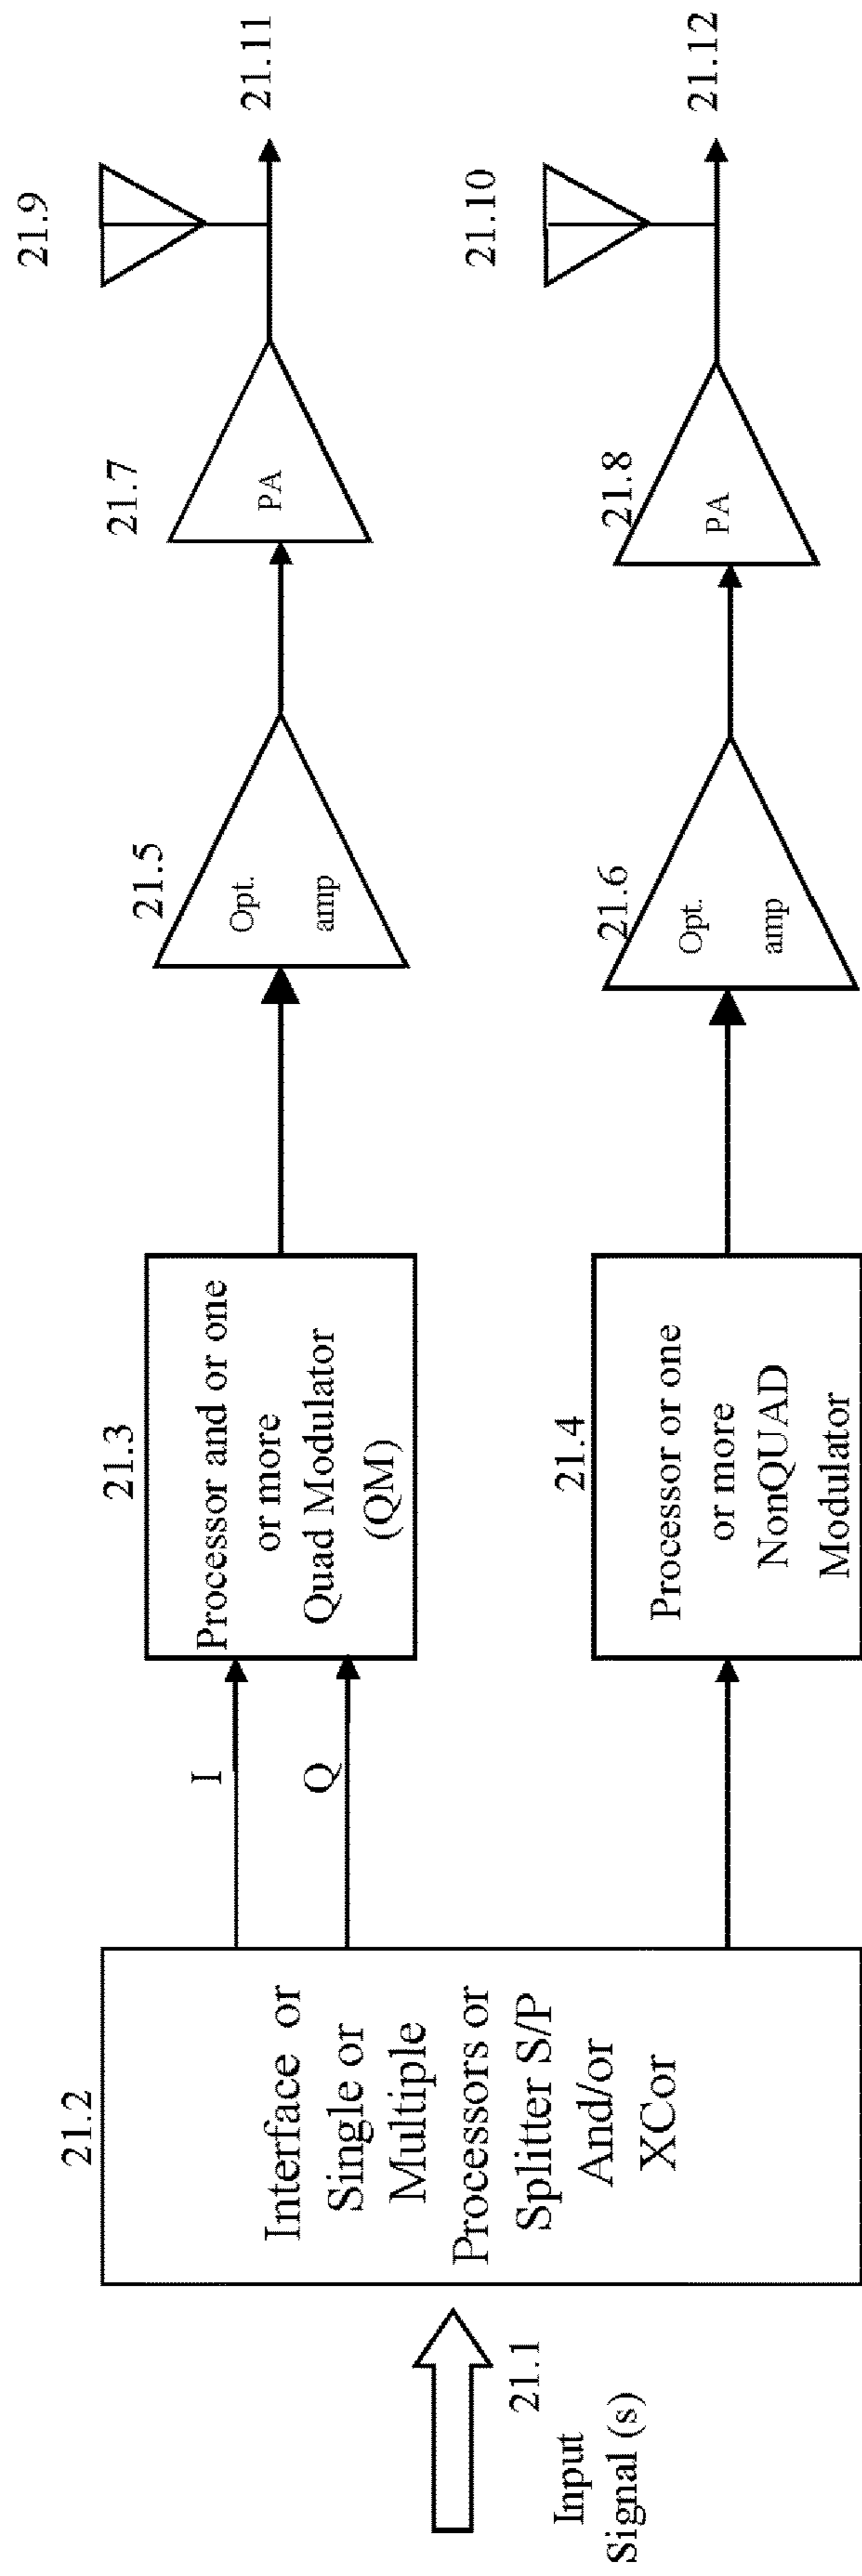 21.1
Input
Signal (s)
21.2
Interface or
Single or
Multiple
Processors or
Splitter S/P
And/or
XCor
I
Q
21.3
Processor and or one
or more
Quad Modulator
(QM)
21.5
Opt.
amp
21.7
PA
21.9
21.11
21.4
Processor or one
or more
NonQUAD
Modulator
21.6
Opt.
amp
21.8
PA
21.10
21.12